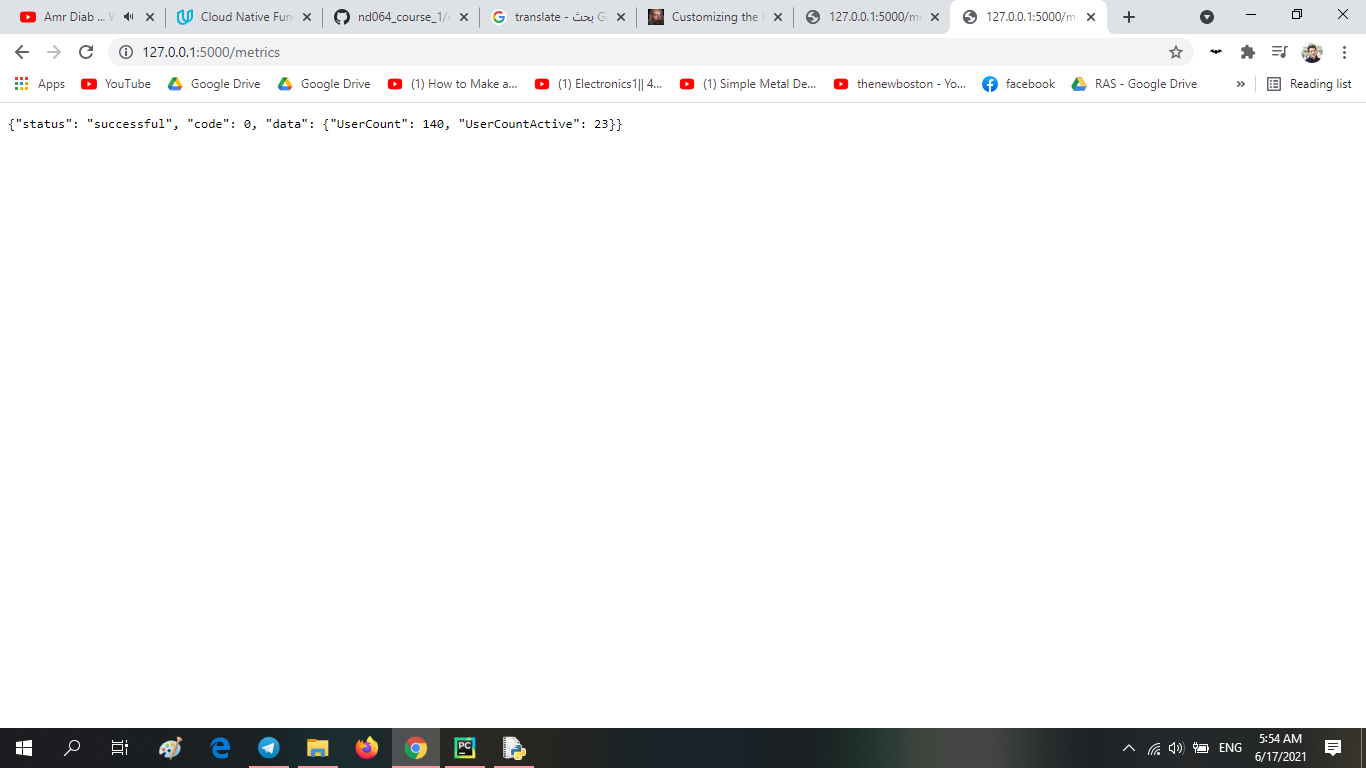 Amr Diab ... Cloud Native Fun nd064_course_1/ translate - بحث G Customizing the 127.0.0.1:5000/m 127.0.0.1:5000/m
127.0.0.1:5000/metrics
Apps YouTube Google Drive Google Drive (1) How to Make a... (1) Electronics1|| 4... (1) Simple Metal De... thenewboston - Yo... facebook RAS - Google Drive » Reading list
{"status": "successful", "code": 0, "data": {"UserCount": 140, "UserCountActive": 23}}
PC ENG 5:54 AM
6/17/2021